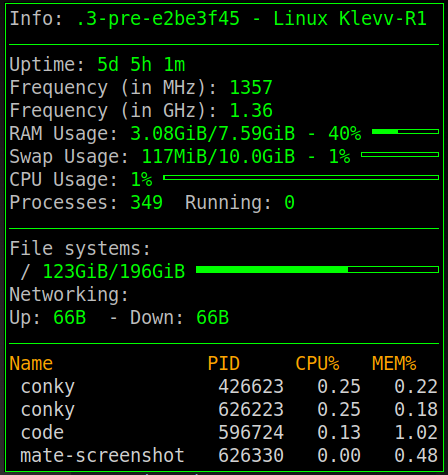 Info: .3-pre-e2be3f45 - Linux Klevv-R1
Uptime: 5d 5h 1m
Frequency (in MHz): 1357
Frequency (in GHz): 1.36
RAM Usage: 3.08GiB/7.59GiB - 40%
Swap Usage: 117MiB/10.0GiB - 1%
CPU Usage: 1%
Processes: 349  Running: 0
File systems:
/ 123GiB/196GiB
Networking:
Up: 66B  - Down: 66B
Name PID CPU% MEM%
conky 426623 0.25 0.22
conky 626223 0.25 0.18
code 596724 0.13 1.02
mate-screenshot 626330 0.00 0.48